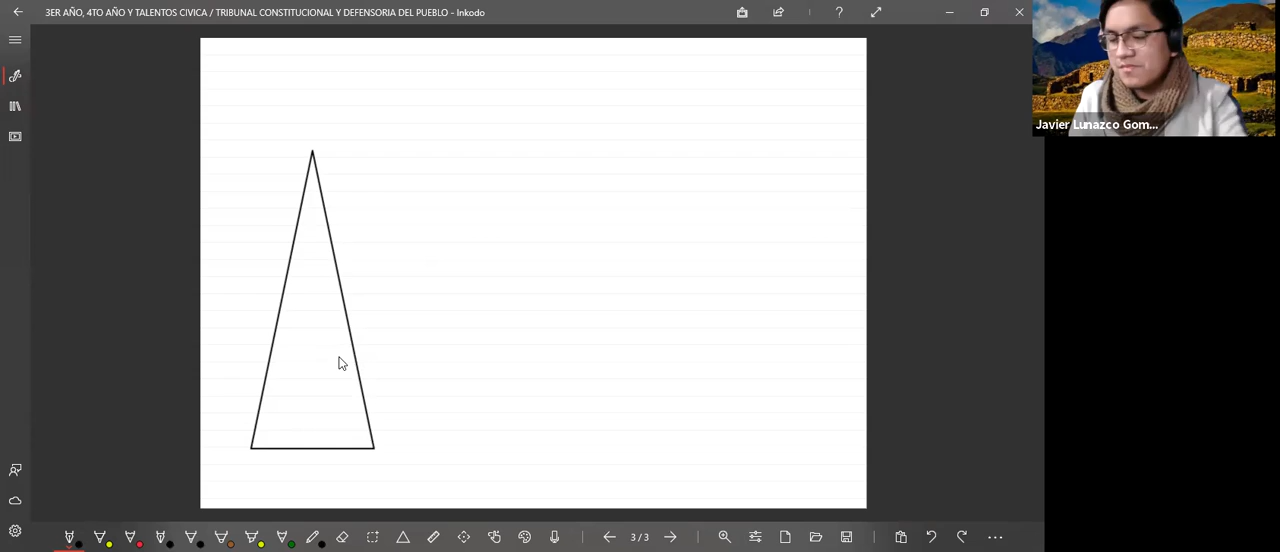 3ER AÑO, 4TO AÑO Y TALENTOS CIVICA / TRIBUNAL CONSTITUCIONAL Y DEFENSORIA DEL PUEBLO - Inkodo
Javier Lunazco Gom...
3 / 3